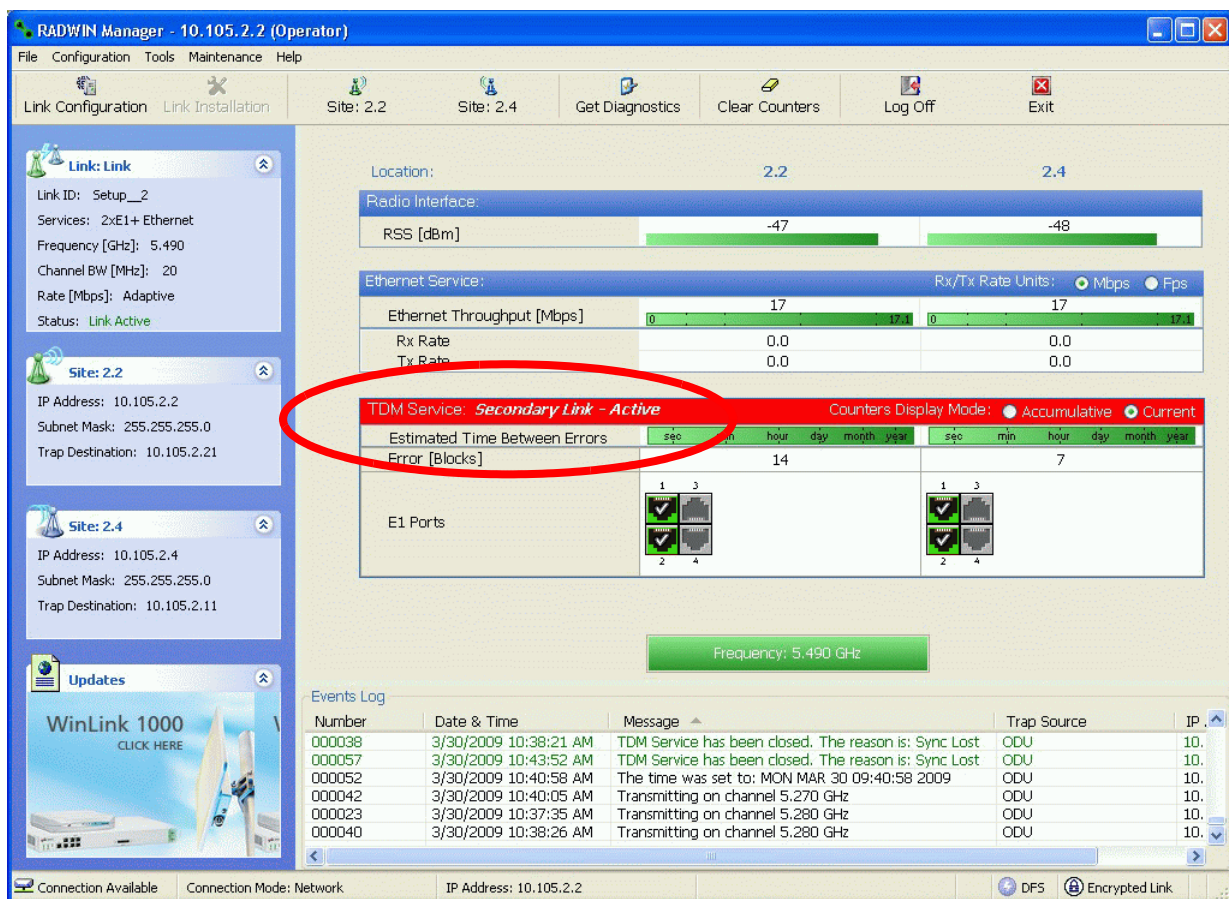 RADWIN Manager - 10.105.2.2 (Operator)
File Configuration Tools Maintenance Help
Link Configuration Link Installation Site: 2.2 Site: 2.4 Get Diagnostics Clear Counters Log Off Exit
Link: Link
Link ID: Setup__2
Services: 2xE1+ Ethernet
Frequency [GHz]: 5.490
Channel BW [MHz]: 20
Rate [Mbps]: Adaptive
Status: Link Active
Site: 2.2
IP Address: 10.105.2.2
Subnet Mask: 255.255.255.0
Trap Destination: 10.105.2.21
Site: 2.4
IP Address: 10.105.2.4
Subnet Mask: 255.255.255.0
Trap Destination: 10.105.2.11
Updates
WinLink 1000
CLICK HERE
Location: 2.2 2.4
Radio Interface:
RSS [dBm] -47 -48
Ethernet Service: Rx/Tx Rate Units: Mbps Fps
Ethernet Throughput [Mbps] 17 17
0 17.1 0 17.1
Rx Rate 0.0 0.0
Tx Rate 0.0 0.0
TDM Service: Secondary Link - Active Counters Display Mode: Accumulative Current
Estimated Time Between Errors sec min hour day month year sec min hour day month year
Error [Blocks] 14 7
1 3 1 3
E1 Ports
2 4 2 4
Frequency: 5.490 GHz
Events Log
Number Date & Time Message Trap Source IP
000038 3/30/2009 10:38:21 AM TDM Service has been closed. The reason is: Sync Lost ODU 10.
000057 3/30/2009 10:43:52 AM TDM Service has been closed. The reason is: Sync Lost ODU 10.
000052 3/30/2009 10:40:58 AM The time was set to: MON MAR 30 09:40:58 2009 ODU 10.
000042 3/30/2009 10:40:05 AM Transmitting on channel 5.270 GHz ODU 10.
000023 3/30/2009 10:37:35 AM Transmitting on channel 5.280 GHz ODU 10.
000040 3/30/2009 10:38:26 AM Transmitting on channel 5.280 GHz ODU 10.
Connection Available Connection Mode: Network IP Address: 10.105.2.2 DFS Encrypted Link